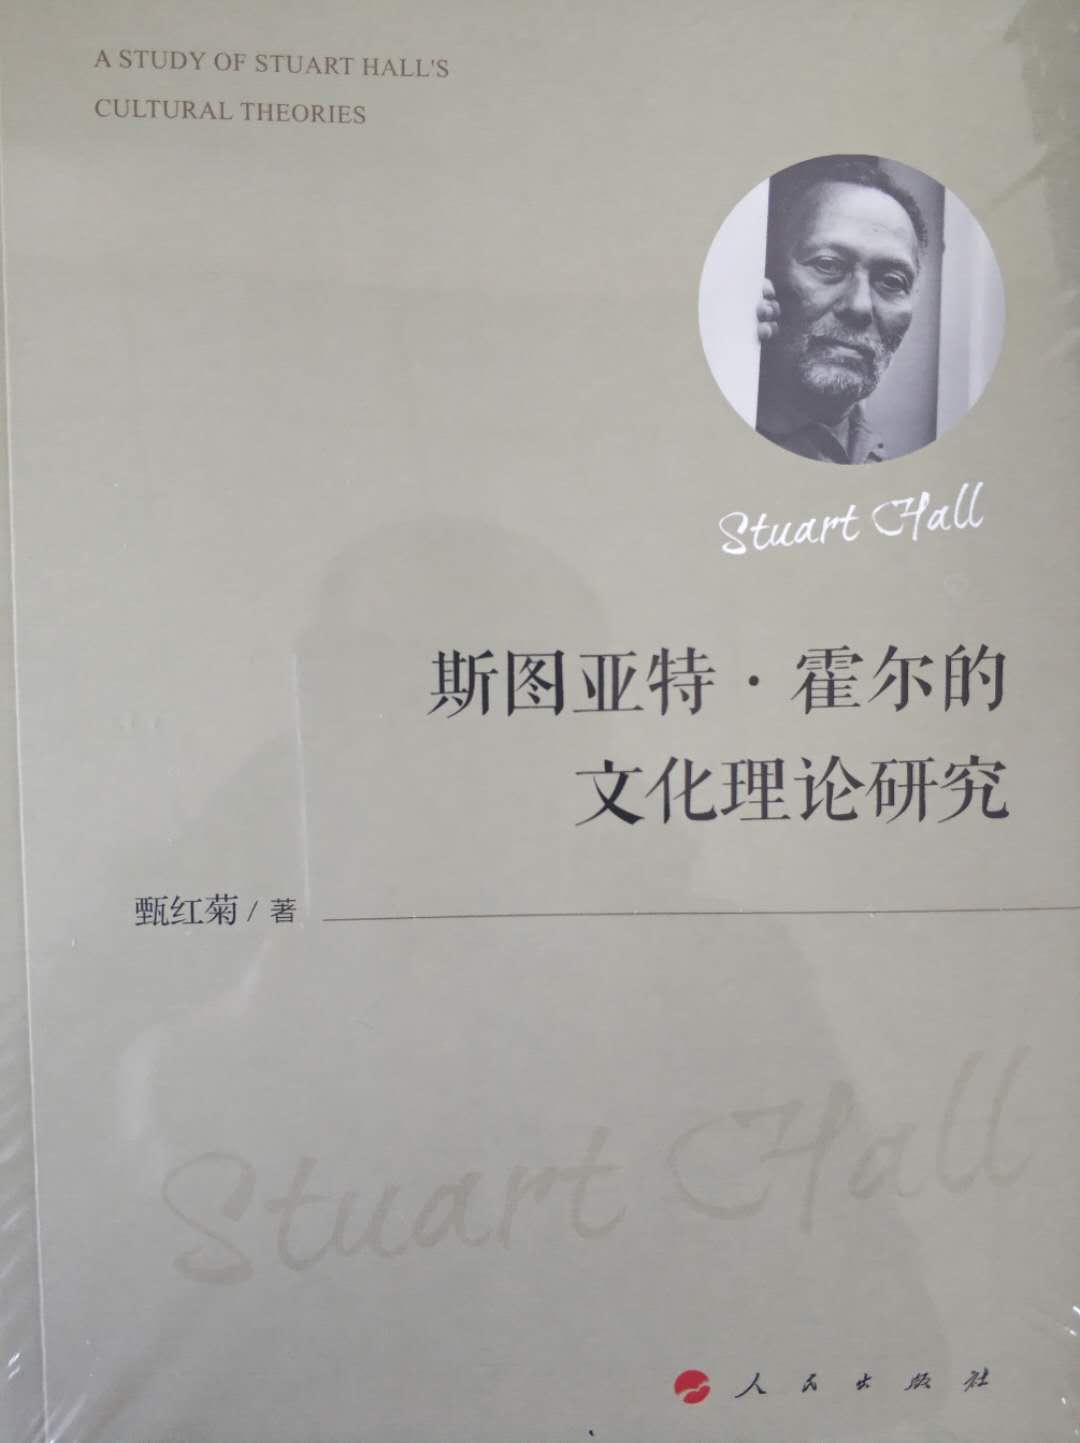 A STUDY OF STUART HALL'S
CULTURAL THEORIES
Stuart Hall
斯图亚特·霍尔的
文化理论研究
甄红菊/著
Stuart Hall
人民出版社